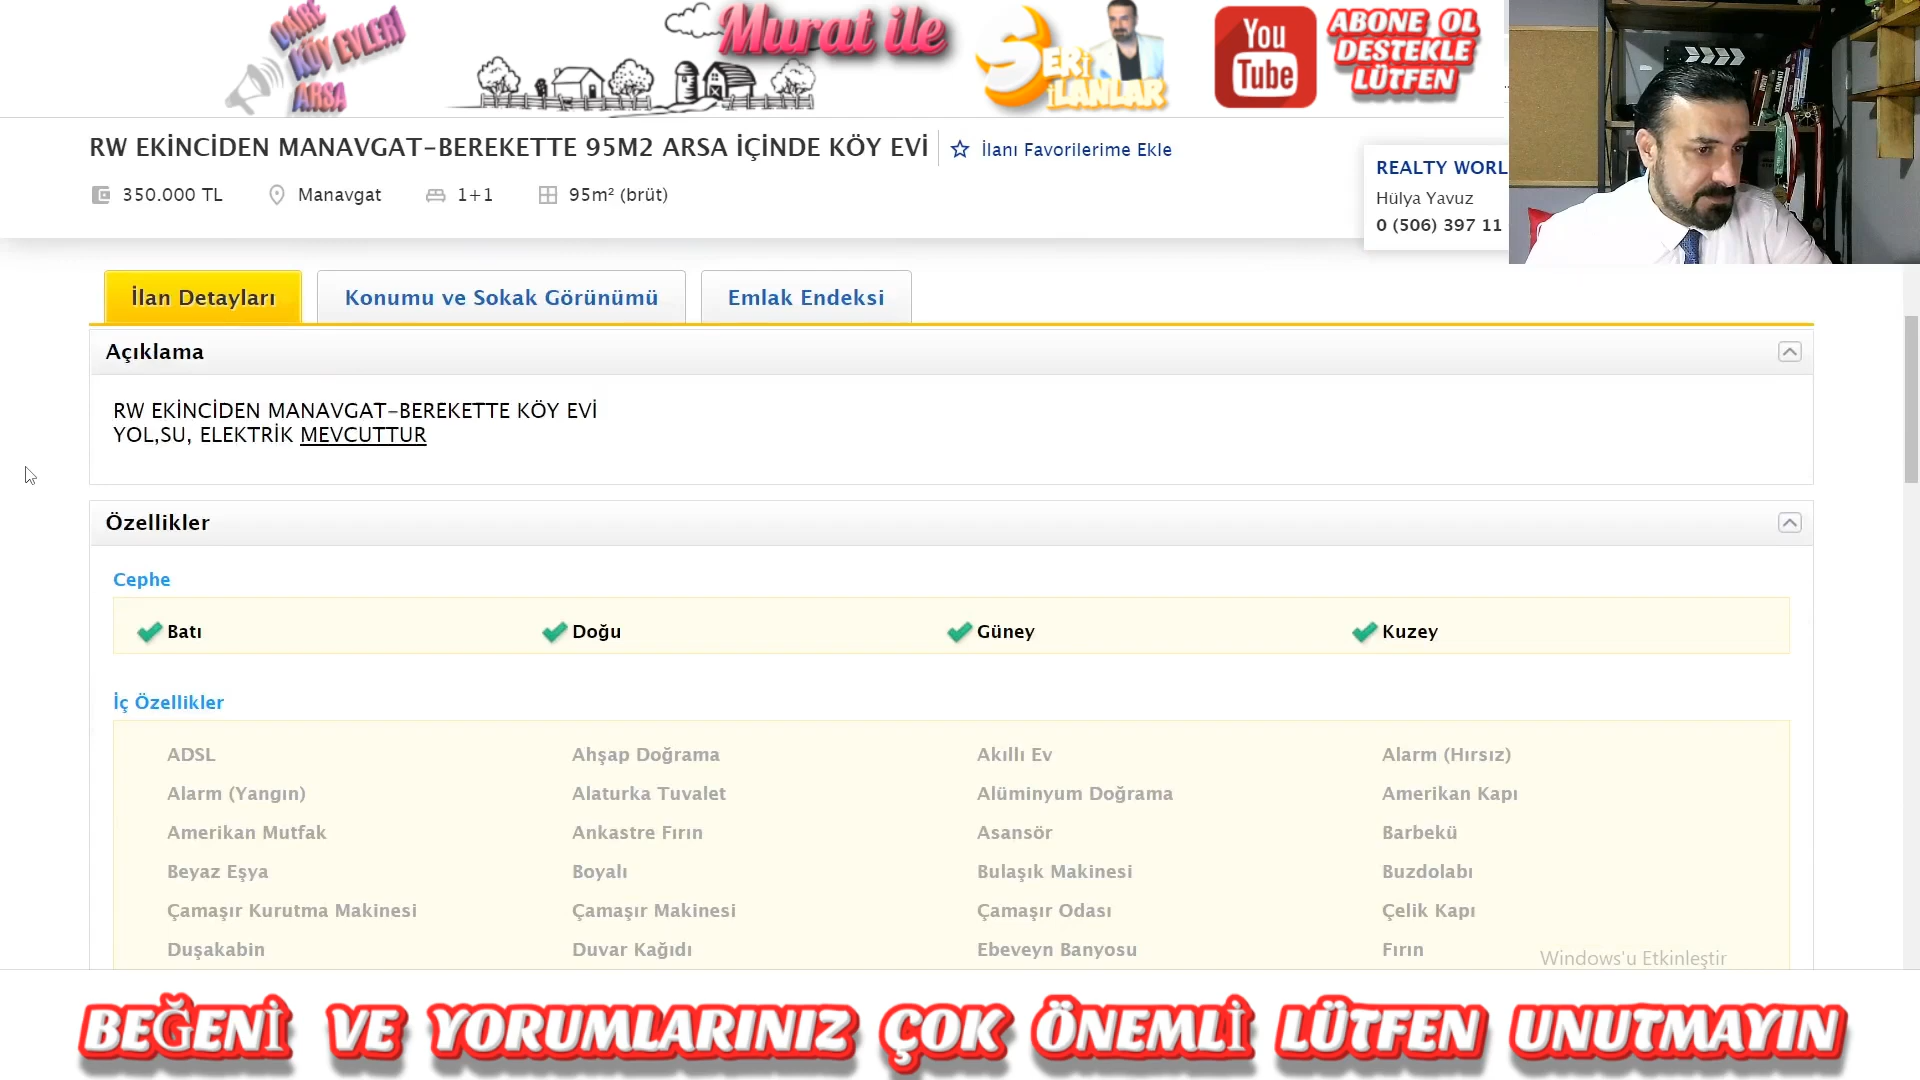 DAİRE
KÖY EVLERİ
ARSA
Murat ile
SERİ
İLANLAR
You
Tube
ABONE OL
DESTEKLE
LÜTFEN
RW EKİNCİDEN MANAVGAT-BEREKETTE 95M2 ARSA İÇİNDE KÖY EVİ
İlanı Favorilerime Ekle
350.000 TL
Manavgat
1+1
95m² (brüt)
REALTY WORL
Hülya Yavuz
0 (506) 397 11
İlan Detayları
Konumu ve Sokak Görünümü
Emlak Endeksi
Açıklama
RW EKİNCİDEN MANAVGAT-BEREKETTE KÖY EVİ
YOL,SU, ELEKTRİK MEVCUTTUR
Özellikler
Cephe
Batı
Doğu
Güney
Kuzey
İç Özellikler
ADSL
Ahşap Doğrama
Akıllı Ev
Alarm (Hırsız)
Alarm (Yangın)
Alaturka Tuvalet
Alüminyum Doğrama
Amerikan Kapı
Amerikan Mutfak
Ankastre Fırın
Asansör
Barbekü
Beyaz Eşya
Boyalı
Bulaşık Makinesi
Buzdolabı
Çamaşır Kurutma Makinesi
Çamaşır Makinesi
Çamaşır Odası
Çelik Kapı
Duşakabin
Duvar Kağıdı
Ebeveyn Banyosu
Fırın
Windows'u Etkinleştir
BEĞENİ VE YORUMLARINIZ ÇOK ÖNEMLİ LÜTFEN UNUTMAYIN